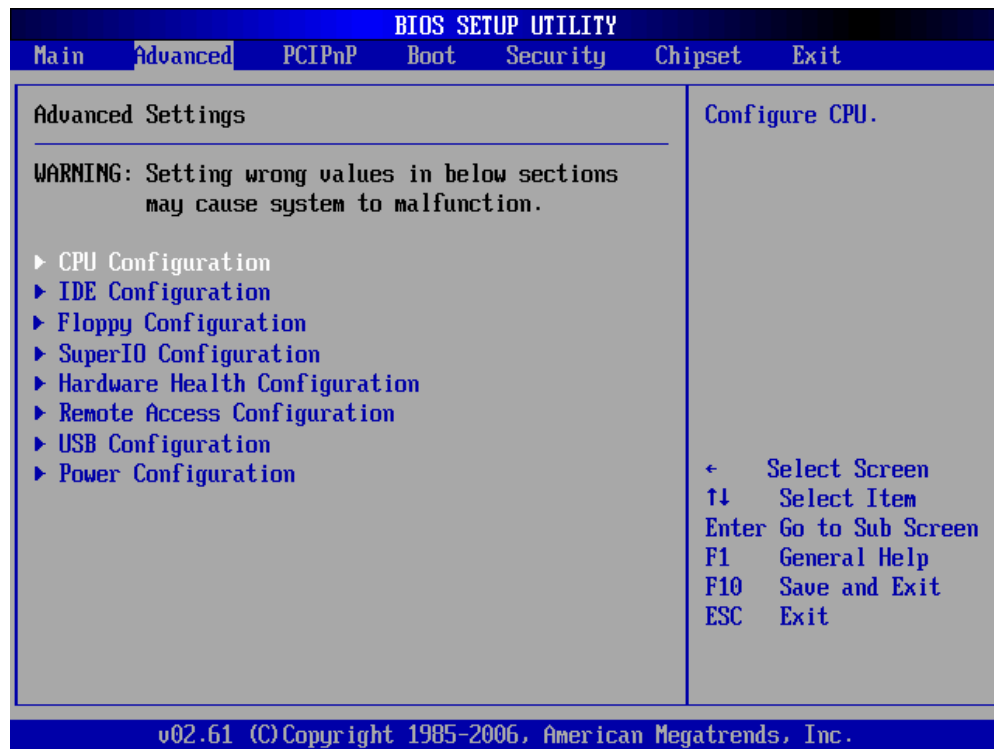 BIOS SETUP UTILITY
Main Advanced PCIPnP Boot Security Chipset Exit
Advanced Settings
WARNING: Setting wrong values in below sections
may cause system to malfunction.
▶ CPU Configuration
▶ IDE Configuration
▶ Floppy Configuration
▶ SuperIO Configuration
▶ Hardware Health Configuration
▶ Remote Access Configuration
▶ USB Configuration
▶ Power Configuration
Configure CPU.
← Select Screen
↑↓ Select Item
Enter Go to Sub Screen
F1 General Help
F10 Save and Exit
ESC Exit
v02.61 (C)Copyright 1985-2006, American Megatrends, Inc.